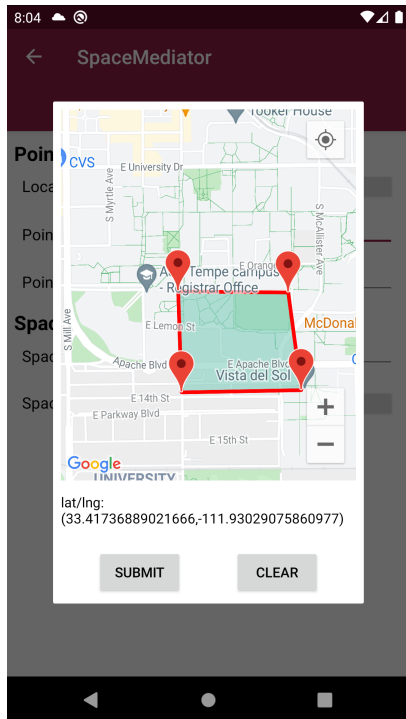 8:04
SpaceMediator
Poin
Loca
Poin
Poin
Spac
Spac
Spac
Tooker House
CVS
E University Dr
S Myrtle Ave
S McAllister Ave
Tempe campus
- Registrar Office
E Orang
S Mill Ave
E Lemon St
McDonal
Apache Blvd
E Apache Blvd
Vista del Sol
E 14th St
E Parkway Blvd
E 15th St
+
−
Google
UNIVERSITY
lat/lng:
(33.41736889021666,-111.93029075860977)
SUBMIT
CLEAR